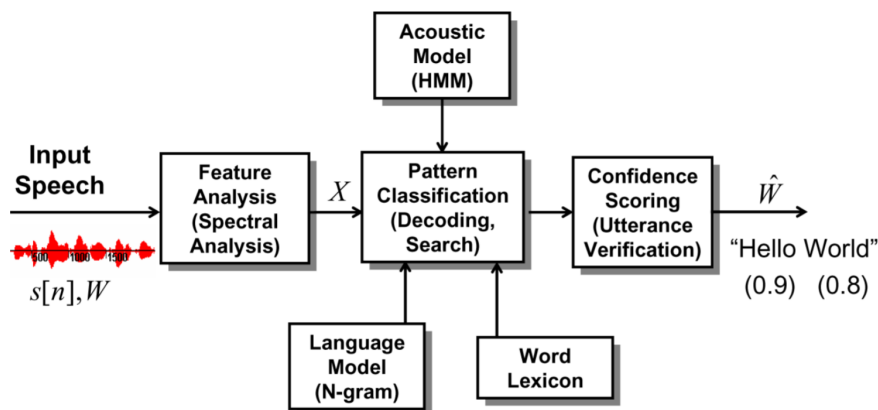 Acoustic
Model
(HMM)
Input
Speech
500 1000 1500
s[n], W
Feature
Analysis
(Spectral
Analysis)
X
Pattern
Classification
(Decoding,
Search)
Confidence
Scoring
(Utterance
Verification)
Ŵ
“Hello World”
(0.9) (0.8)
Language
Model
(N-gram)
Word
Lexicon